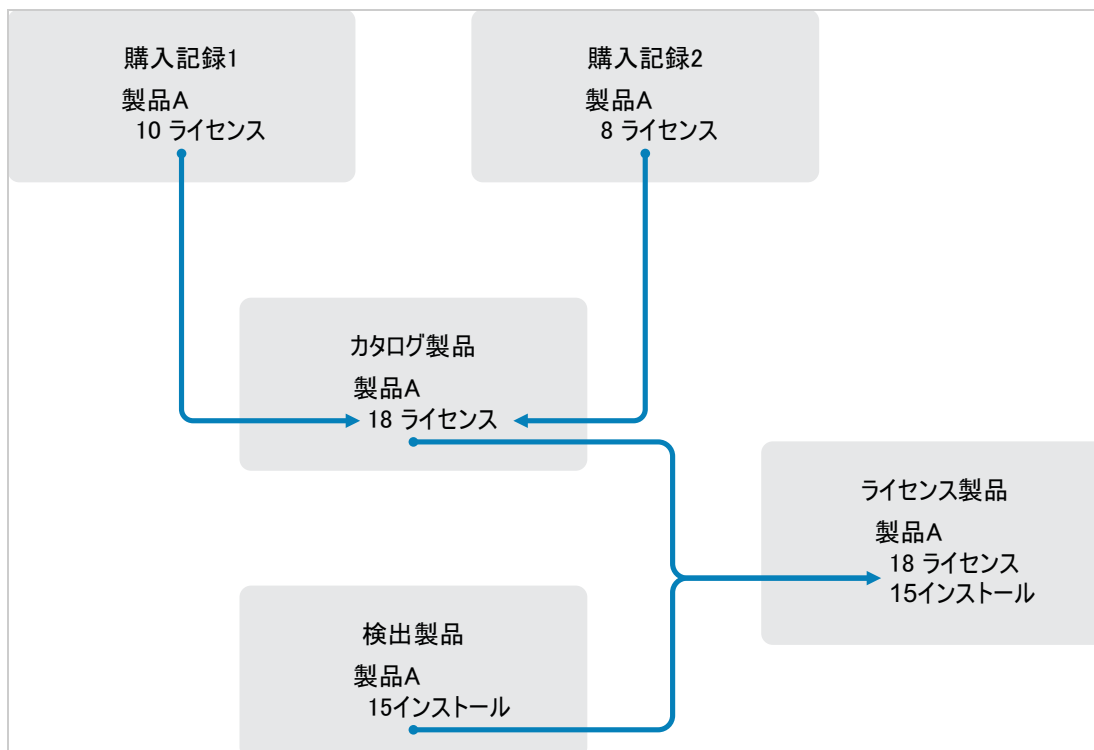 購入記録1
製品A
10 ライセンス
購入記録2
製品A
8 ライセンス
カタログ製品
製品A
18 ライセンス
ライセンス製品
製品A
18 ライセンス
15インストール
検出製品
製品A
15インストール